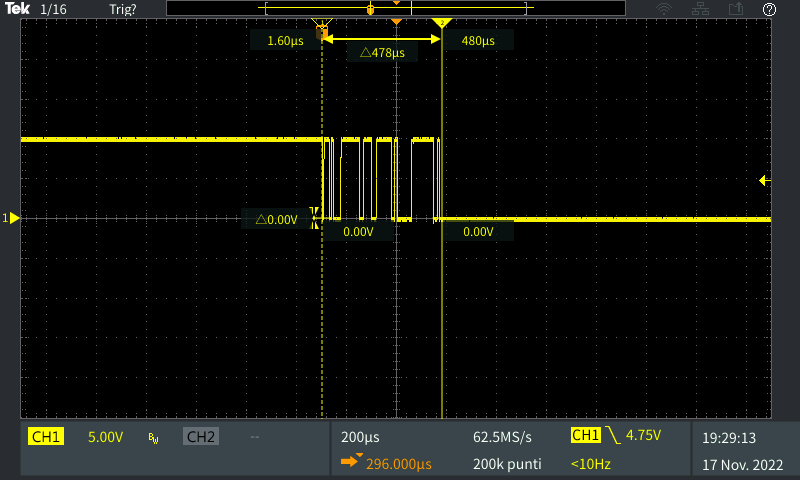 Tek 1/16 Trig?
1.60µs 480µs
△478µs
1
△0.00V
0.00V 0.00V
CH1 5.00V BW CH2 -- 200µs 62.5MS/s CH1 4.75V 19:29:13
296.000µs 200k punti <10Hz 17 Nov. 2022